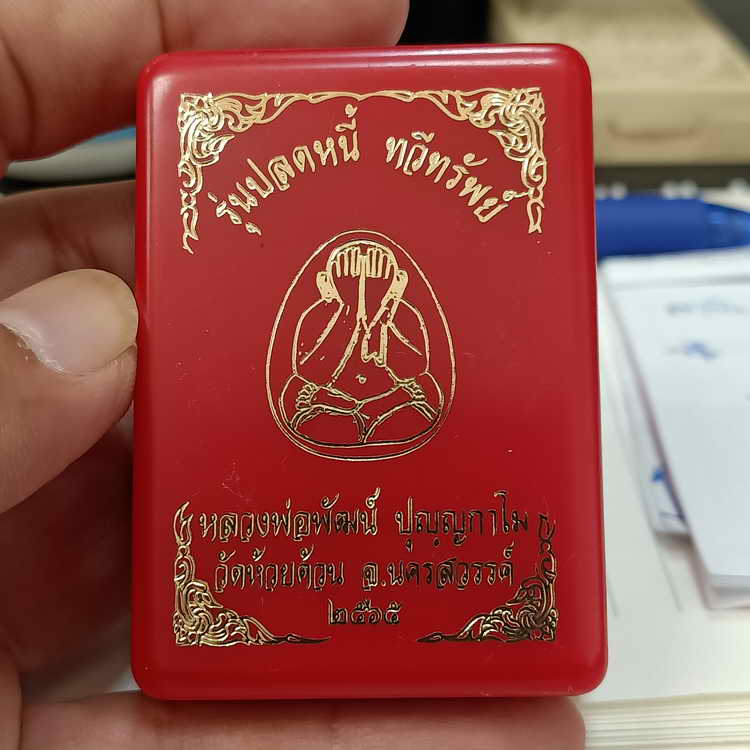 รุ่นปลดหนี้ ทวีทรัพย์
หลวงพ่อพัฒน์ ปุญฺญกาโม
วัดห้วยด้วน จ.นครสวรรค์
๒๕๖๕